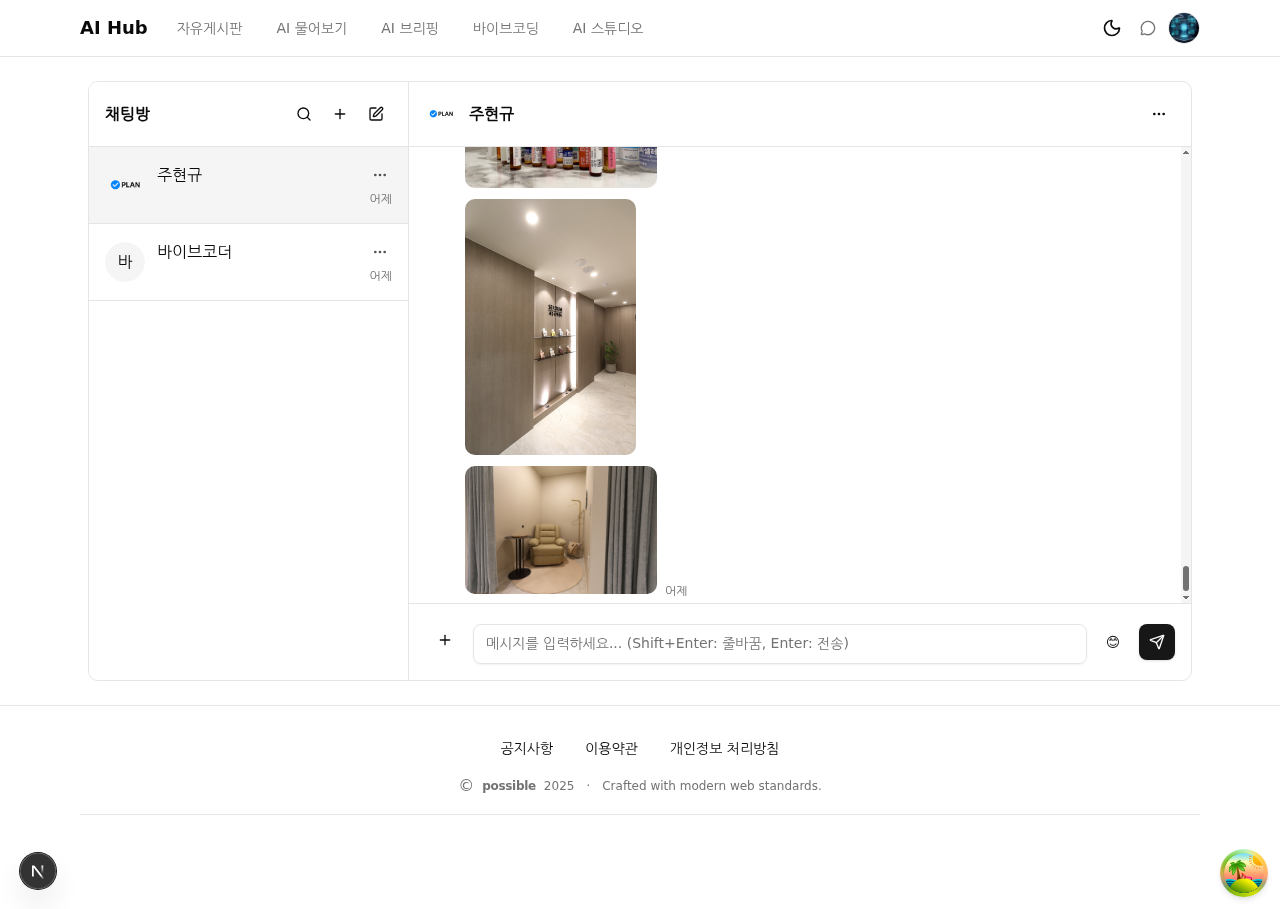 AI Hub 자유게시판 AI 물어보기 AI 브리핑 바이브코딩 AI 스튜디오
채팅방
PLAN 주현규
어제
바 바이브코더
어제
PLAN 주현규
어제
메시지를 입력하세요... (Shift+Enter: 줄바꿈, Enter: 전송)
공지사항 이용약관 개인정보 처리방침
© possible 2025 · Crafted with modern web standards.
N